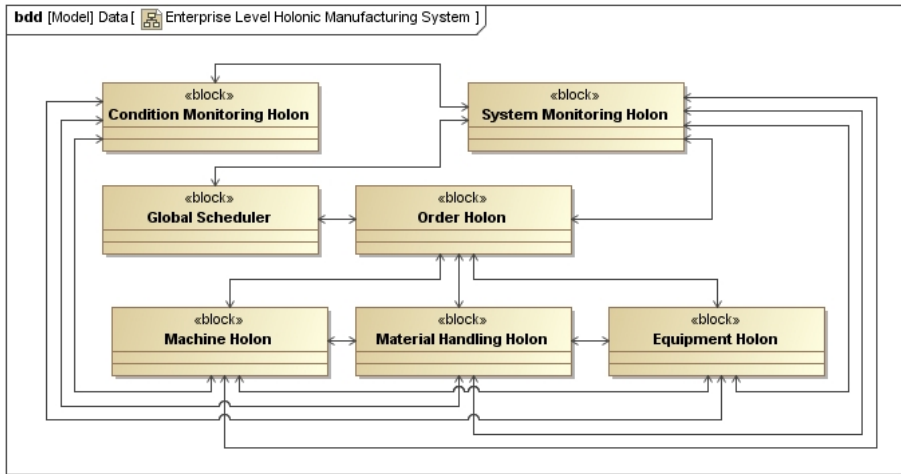 bdd [Model] Data [ Enterprise Level Holonic Manufacturing System ]
«block»
Condition Monitoring Holon
«block»
System Monitoring Holon
«block»
Global Scheduler
«block»
Order Holon
«block»
Machine Holon
«block»
Material Handling Holon
«block»
Equipment Holon